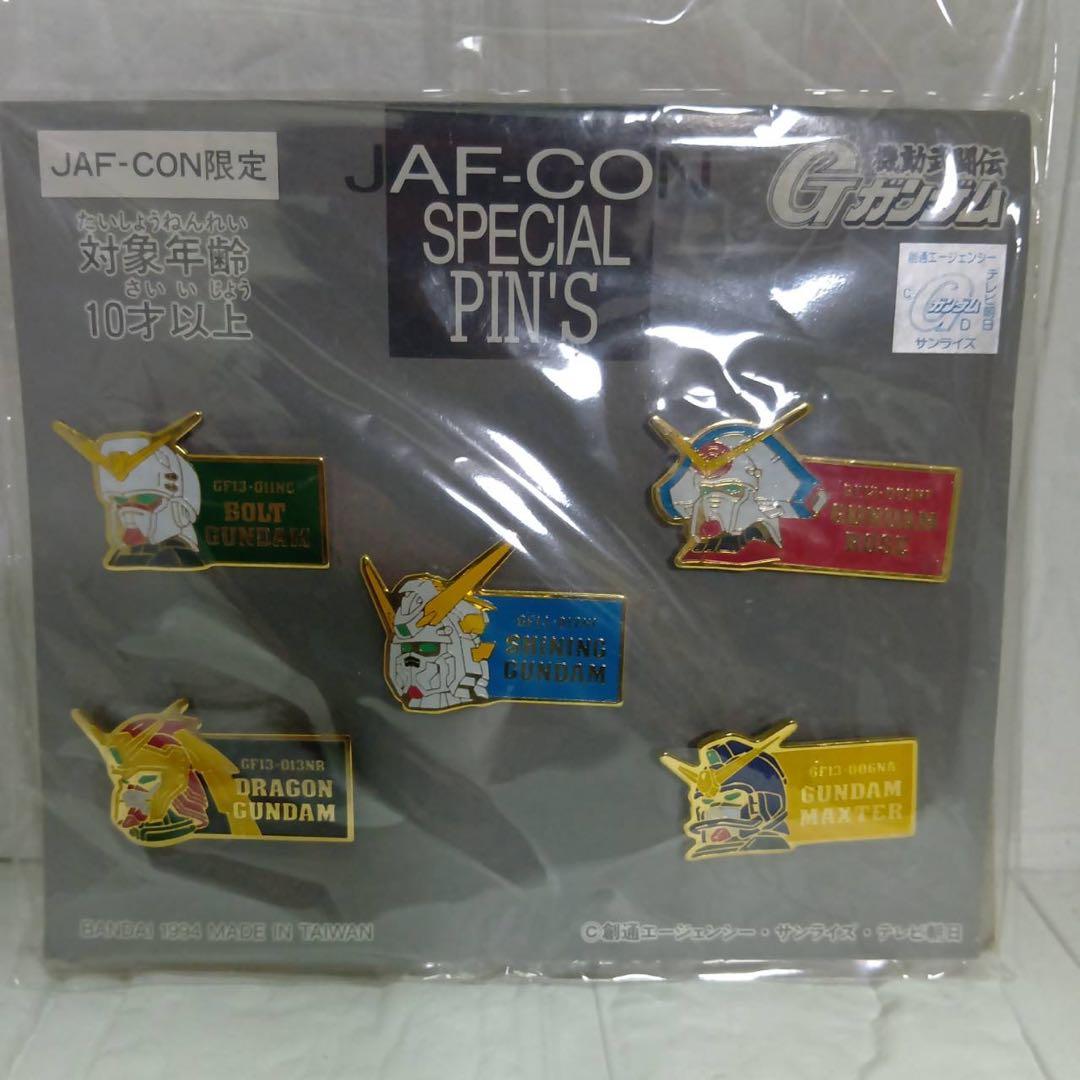 JAF-CON限定
たいしょうねんれい
対象年齢
さいいじょう
10才以上
JAF-CON
SPECIAL
PIN'S
機動武闘伝
Gガンダム
創通エージェンシー
テレビ朝日
C
ガンダム
D
サンライズ
GF13-011NC
BOLT
GUNDAM
GUNDAM
ROSE
SHINING
GUNDAM
GF13-013NR
DRAGON
GUNDAM
GF13-006NA
GUNDAM
MAXTER
BANDAI 1994 MADE IN TAIWAN
©創通エージェンシー・サンライズ・テレビ朝日